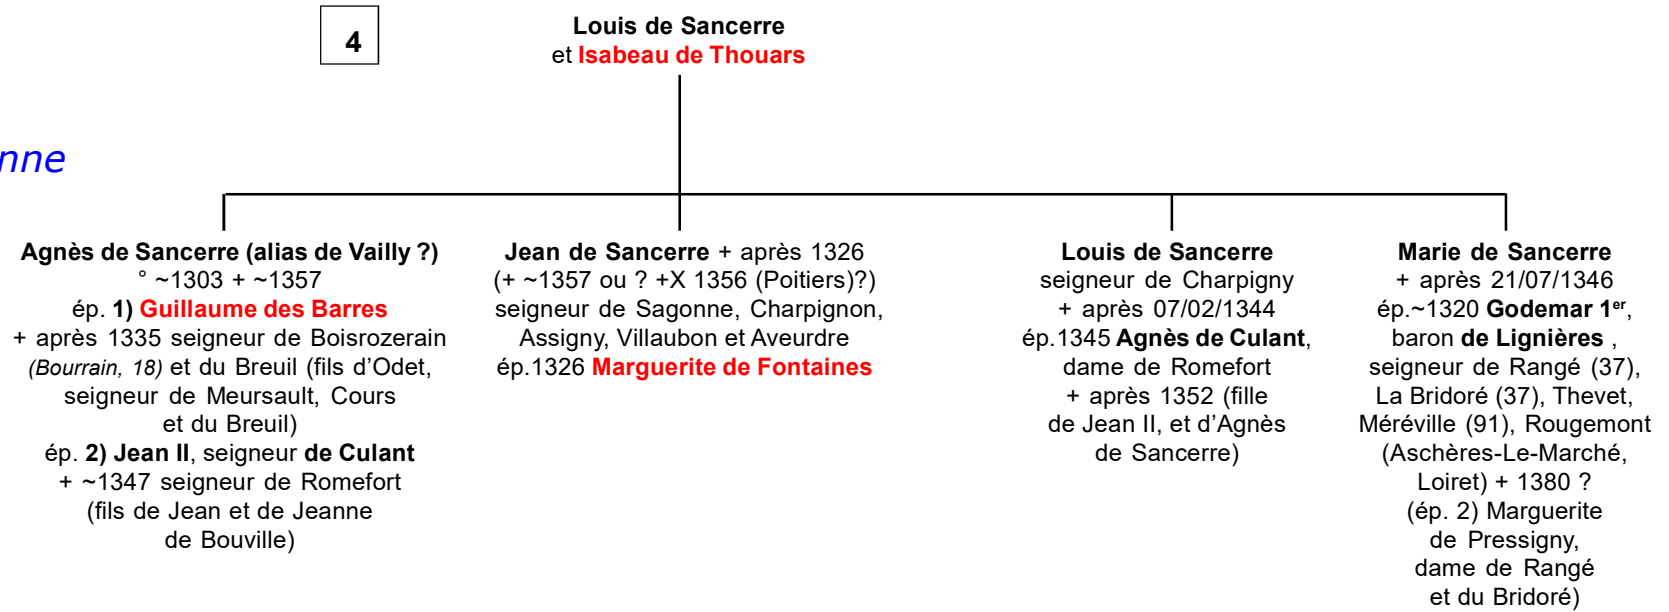 4
Louis de Sancerre
et Isabeau de Thouars
nne
Agnès de Sancerre (alias de Vailly ?)
° ~1303 + ~1357
ép. 1) Guillaume des Barres
+ après 1335 seigneur de Boisrozerain
(Bourrain, 18) et du Breuil (fils d’Odet,
seigneur de Meursault, Cours
et du Breuil)
ép. 2) Jean II, seigneur de Culant
+ ~1347 seigneur de Romefort
(fils de Jean et de Jeanne
de Bouville)
Jean de Sancerre + après 1326
(+ ~1357 ou ? +X 1356 (Poitiers)?)
seigneur de Sagonne, Charpignon,
Assigny, Villaubon et Aveurdre
ép.1326 Marguerite de Fontaines
Louis de Sancerre
seigneur de Charpigny
+ après 07/02/1344
ép.1345 Agnès de Culant,
dame de Romefort
+ après 1352 (fille
de Jean II, et d’Agnès
de Sancerre)
Marie de Sancerre
+ après 21/07/1346
ép.~1320 Godemar 1er,
baron de Lignières ,
seigneur de Rangé (37),
La Bridoré (37), Thevet,
Méréville (91), Rougemont
(Aschères-Le-Marché,
Loiret) + 1380 ?
(ép. 2) Marguerite
de Pressigny,
dame de Rangé
et du Bridoré)